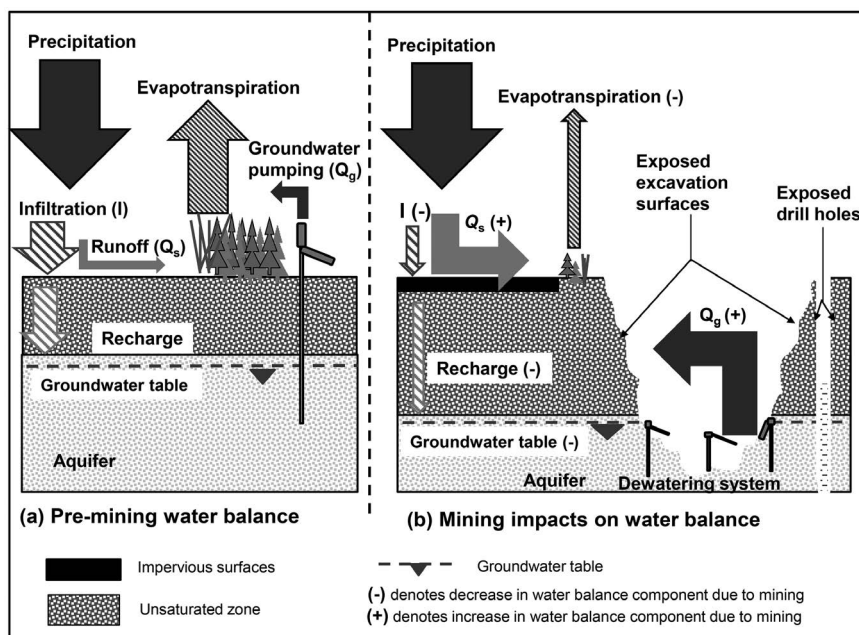 Precipitation
Evapotranspiration
Groundwater
pumping (Qg)
Infiltration (I)
Runoff (Qs)
Recharge
Groundwater table
Aquifer
(a) Pre-mining water balance
Precipitation
Evapotranspiration (-)
Exposed
excavation
surfaces
Exposed
drill holes
I (-)
Qs (+)
Qg (+)
Recharge (-)
Groundwater table (-)
Aquifer
Dewatering system
(b) Mining impacts on water balance
Impervious surfaces
Unsaturated zone
Groundwater table
(-) denotes decrease in water balance component due to mining
(+) denotes increase in water balance component due to mining